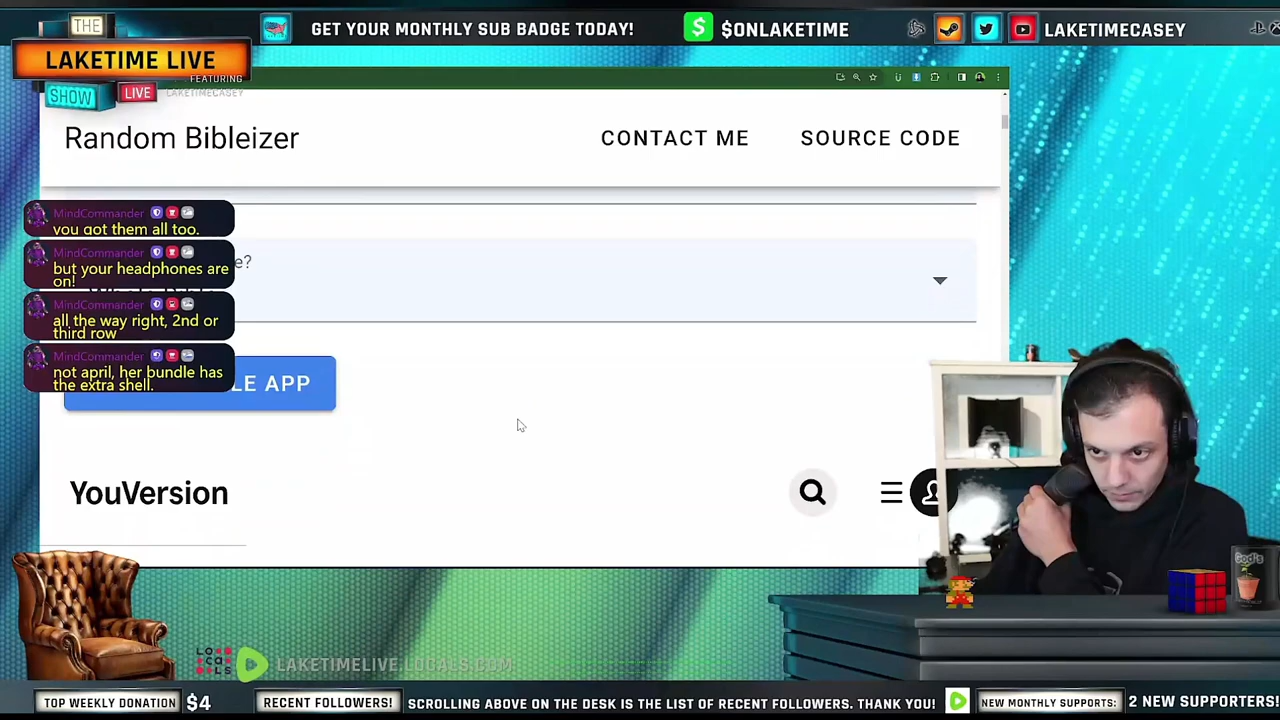 THE
LAKETIME LIVE
FEATURING
SHOW
LIVE
LAKETIMECASEY
GET YOUR MONTHLY SUB BADGE TODAY!
$ONLAKETIME
LAKETIMECASEY
Random Bibleizer
CONTACT ME
SOURCE CODE
MindCommander
you got them all too.
MindCommander
but your headphones are
on!
e?
MindCommander
all the way right, 2nd or
third row
MindCommander
not april, her bundle has
the extra shell.
LE APP
YouVersion
God's
LOCALS
LAKETIMELIVE.LOCALS.COM
TOP WEEKLY DONATION
$4
RECENT FOLLOWERS!
SCROLLING ABOVE ON THE DESK IS THE LIST OF RECENT FOLLOWERS. THANK YOU!
NEW MONTHLY SUPPORTS:
2 NEW SUPPORTERS!